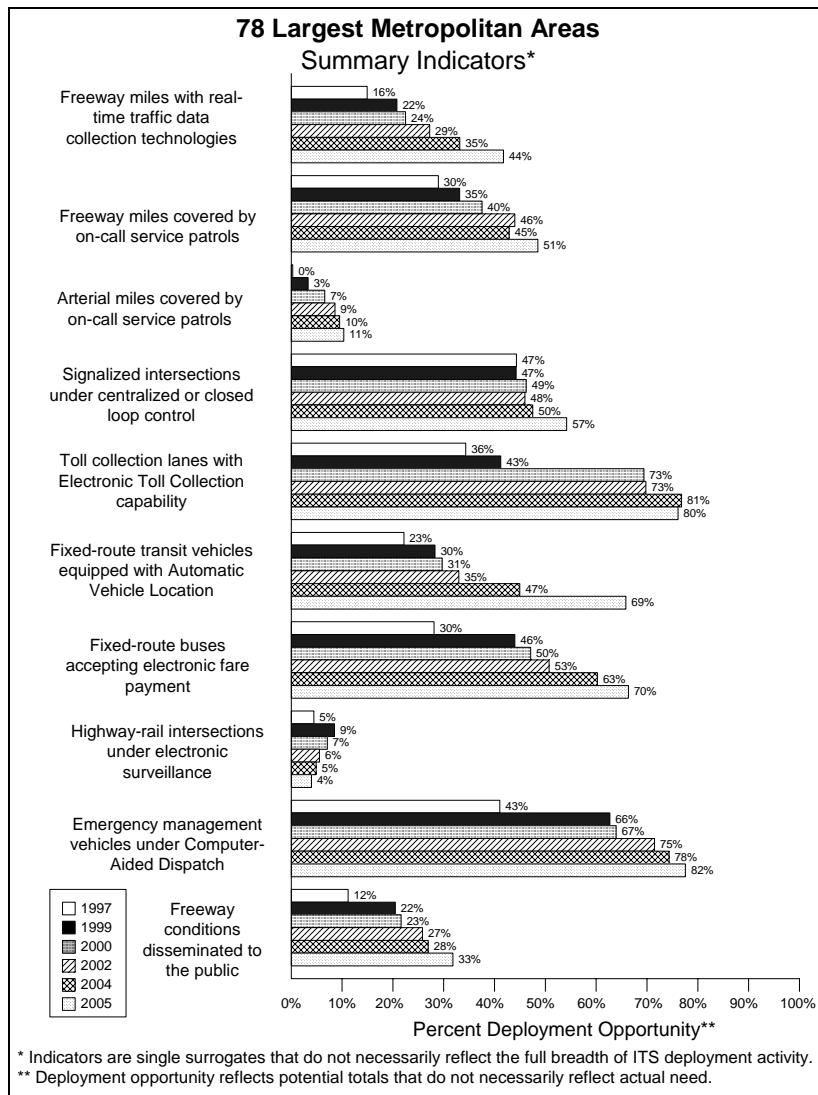 78 Largest Metropolitan Areas
Summary Indicators*
Freeway miles with real-
time traffic data
collection technologies
16%
22%
24%
29%
35%
44%
Freeway miles covered by
on-call service patrols
30%
35%
40%
46%
45%
51%
Arterial miles covered by
on-call service patrols
0%
3%
7%
9%
10%
11%
Signalized intersections
under centralized or closed
loop control
47%
47%
49%
48%
50%
57%
Toll collection lanes with
Electronic Toll Collection
capability
36%
43%
73%
73%
81%
80%
Fixed-route transit vehicles
equipped with Automatic
Vehicle Location
23%
30%
31%
35%
47%
69%
Fixed-route buses
accepting electronic fare
payment
30%
46%
50%
53%
63%
70%
Highway-rail intersections
under electronic
surveillance
5%
9%
7%
6%
5%
4%
Emergency management
vehicles under Computer-
Aided Dispatch
43%
66%
67%
75%
78%
82%
Freeway
conditions
disseminated to
the public
12%
22%
23%
27%
28%
33%
1997
1999
2000
2002
2004
2005
0% 10% 20% 30% 40% 50% 60% 70% 80% 90% 100%
Percent Deployment Opportunity**
* Indicators are single surrogates that do not necessarily reflect the full breadth of ITS deployment activity.
** Deployment opportunity reflects potential totals that do not necessarily reflect actual need.